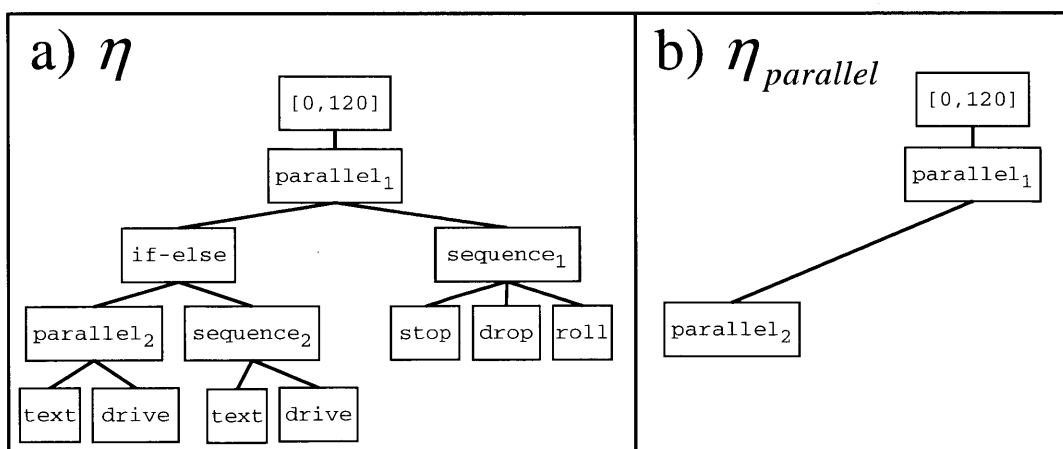 a) η
[0,120]
parallel₁
if-else
sequence₁
parallel₂
sequence₂
stop
drop
roll
text
drive
text
drive
b) η_parallel
[0,120]
parallel₁
parallel₂